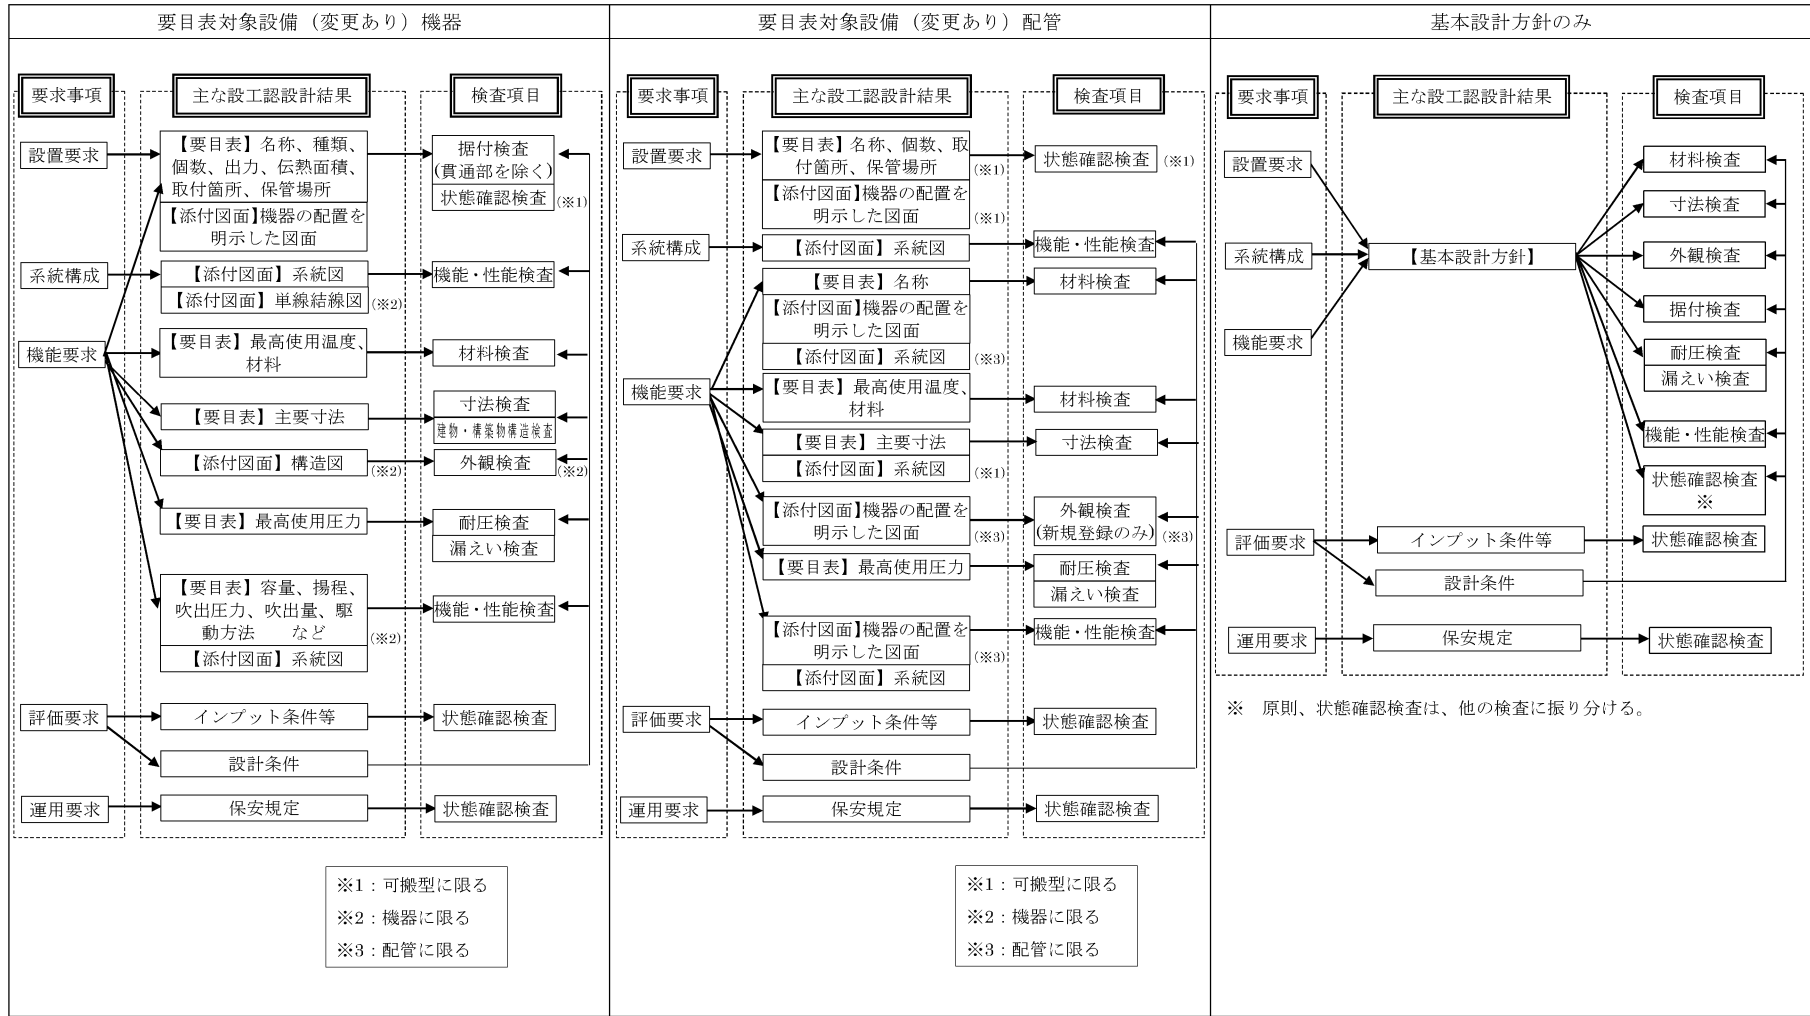 要目表対象設備（変更あり）機器
要求事項
主な設工認設計結果
検査項目
設置要求
【要目表】名称、種類、
個数、出力、伝熱面積、
取付箇所、保管場所
【添付図面】機器の配置を
明示した図面
据付検査
(貫通部を除く)
状態確認検査
(※1)
系統構成
【添付図面】系統図
【添付図面】単線結線図
(※2)
機能・性能検査
機能要求
【要目表】最高使用温度、
材料
材料検査
【要目表】主要寸法
寸法検査
建物・構築物構造検査
【添付図面】構造図
(※2)
外観検査
(※2)
【要目表】最高使用圧力
耐圧検査
漏えい検査
【要目表】容量、揚程、
吹出圧力、吹出量、駆
動方法　　など
(※2)
【添付図面】系統図
機能・性能検査
評価要求
インプット条件等
状態確認検査
設計条件
運用要求
保安規定
状態確認検査
※1：可搬型に限る
※2：機器に限る
※3：配管に限る
要目表対象設備（変更あり）配管
要求事項
主な設工認設計結果
検査項目
設置要求
【要目表】名称、個数、取
付箇所、保管場所
(※1)
【添付図面】機器の配置を
明示した図面
(※1)
状態確認検査
(※1)
系統構成
【添付図面】系統図
機能・性能検査
機能要求
【要目表】名称
【添付図面】機器の配置を
明示した図面
【添付図面】系統図
(※3)
材料検査
【要目表】最高使用温度、
材料
材料検査
【要目表】主要寸法
【添付図面】系統図
(※1)
寸法検査
【添付図面】機器の配置を
明示した図面
(※3)
外観検査
(新規登録のみ)
(※3)
【要目表】最高使用圧力
耐圧検査
漏えい検査
【添付図面】機器の配置を
明示した図面
(※3)
【添付図面】系統図
機能・性能検査
評価要求
インプット条件等
状態確認検査
設計条件
運用要求
保安規定
状態確認検査
※1：可搬型に限る
※2：機器に限る
※3：配管に限る
基本設計方針のみ
要求事項
主な設工認設計結果
検査項目
設置要求
系統構成
機能要求
【基本設計方針】
材料検査
寸法検査
外観検査
据付検査
耐圧検査
漏えい検査
機能・性能検査
状態確認検査
※
評価要求
インプット条件等
状態確認検査
設計条件
運用要求
保安規定
状態確認検査
※　原則、状態確認検査は、他の検査に振り分ける。